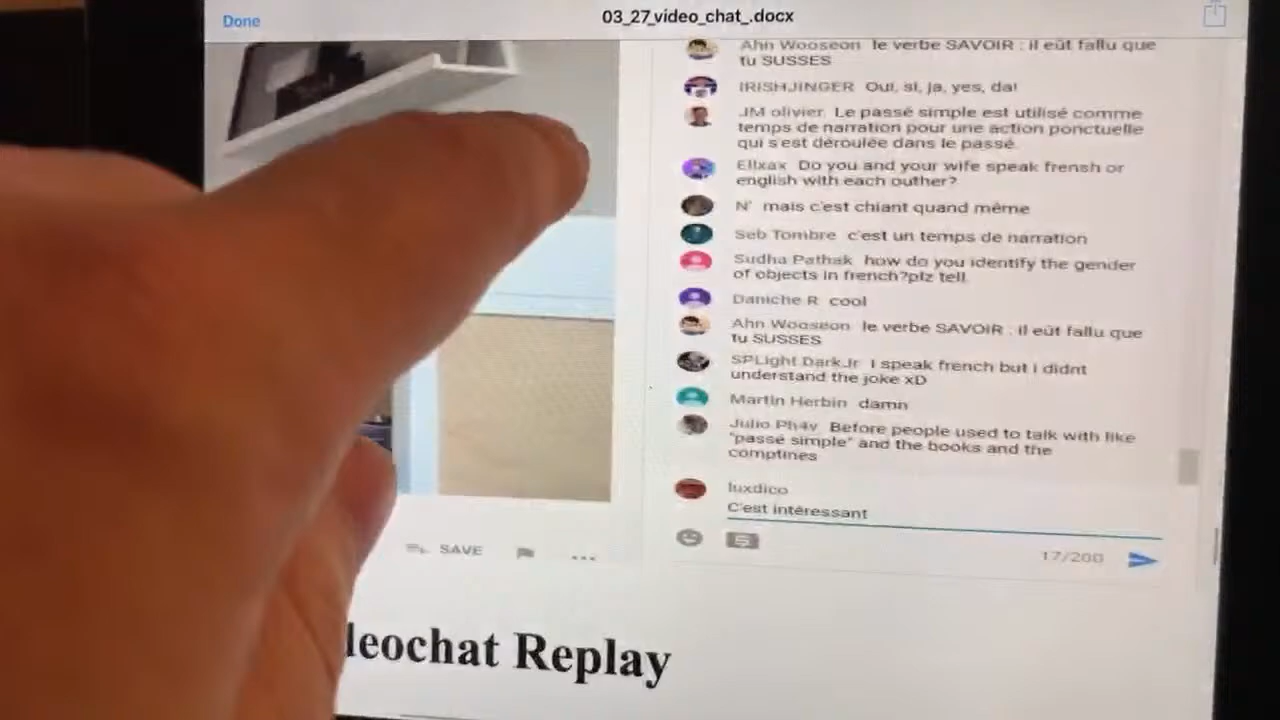 Done
03_27_video_chat_.docx
Ahn Wooseon le verbe SAVOIR : il eût fallu que
tu SUSSES
IRISHJINGER Oui, si, ja, yes, da!
JM olivier. Le passé simple est utilisé comme
temps de narration pour une action ponctuelle
qui s'est déroulée dans le passé.
Ellxax Do you and your wife speak frensh or
english with each outher?
N' mais c'est chiant quand même
Seb Tombre c'est un temps de narration
Sudha Pathak how do you identify the gender
of objects in french?plz tell.
Daniche R cool
Ahn Wooseon le verbe SAVOIR : il eût fallu que
tu SUSSES
SPLight DarkJr I speak french but i didnt
understand the joke xD
Martin Herbin damn
Julio Ph4v Before people used to talk with like
"passé simple" and the books and the
comptines
luxdico
C'est intéressant
SAVE
17/200
deochat Replay